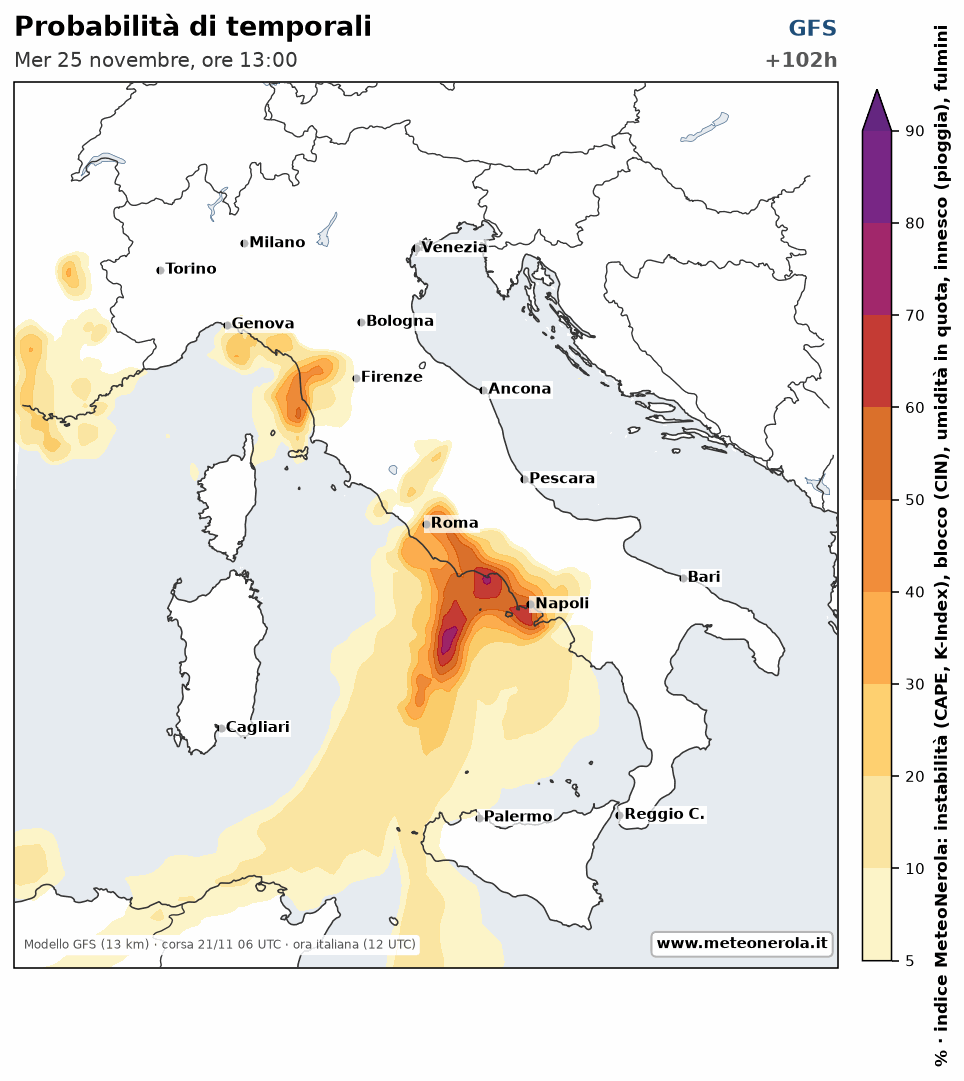 Probabilità di temporali
GFS
Mer 25 novembre, ore 13:00
+102h
Milano
Venezia
Torino
Genova
Bologna
Firenze
Ancona
Pescara
Roma
Bari
Napoli
Cagliari
Palermo
Reggio C.
Modello GFS (13 km) · corsa 21/11 06 UTC · ora italiana (12 UTC)
www.meteonerola.it
90
80
70
60
50
40
30
20
10
5
% · indice MeteoNerola: instabilità (CAPE, K-Index), blocco (CIN), umidità in quota, innesco (pioggia), fulmini